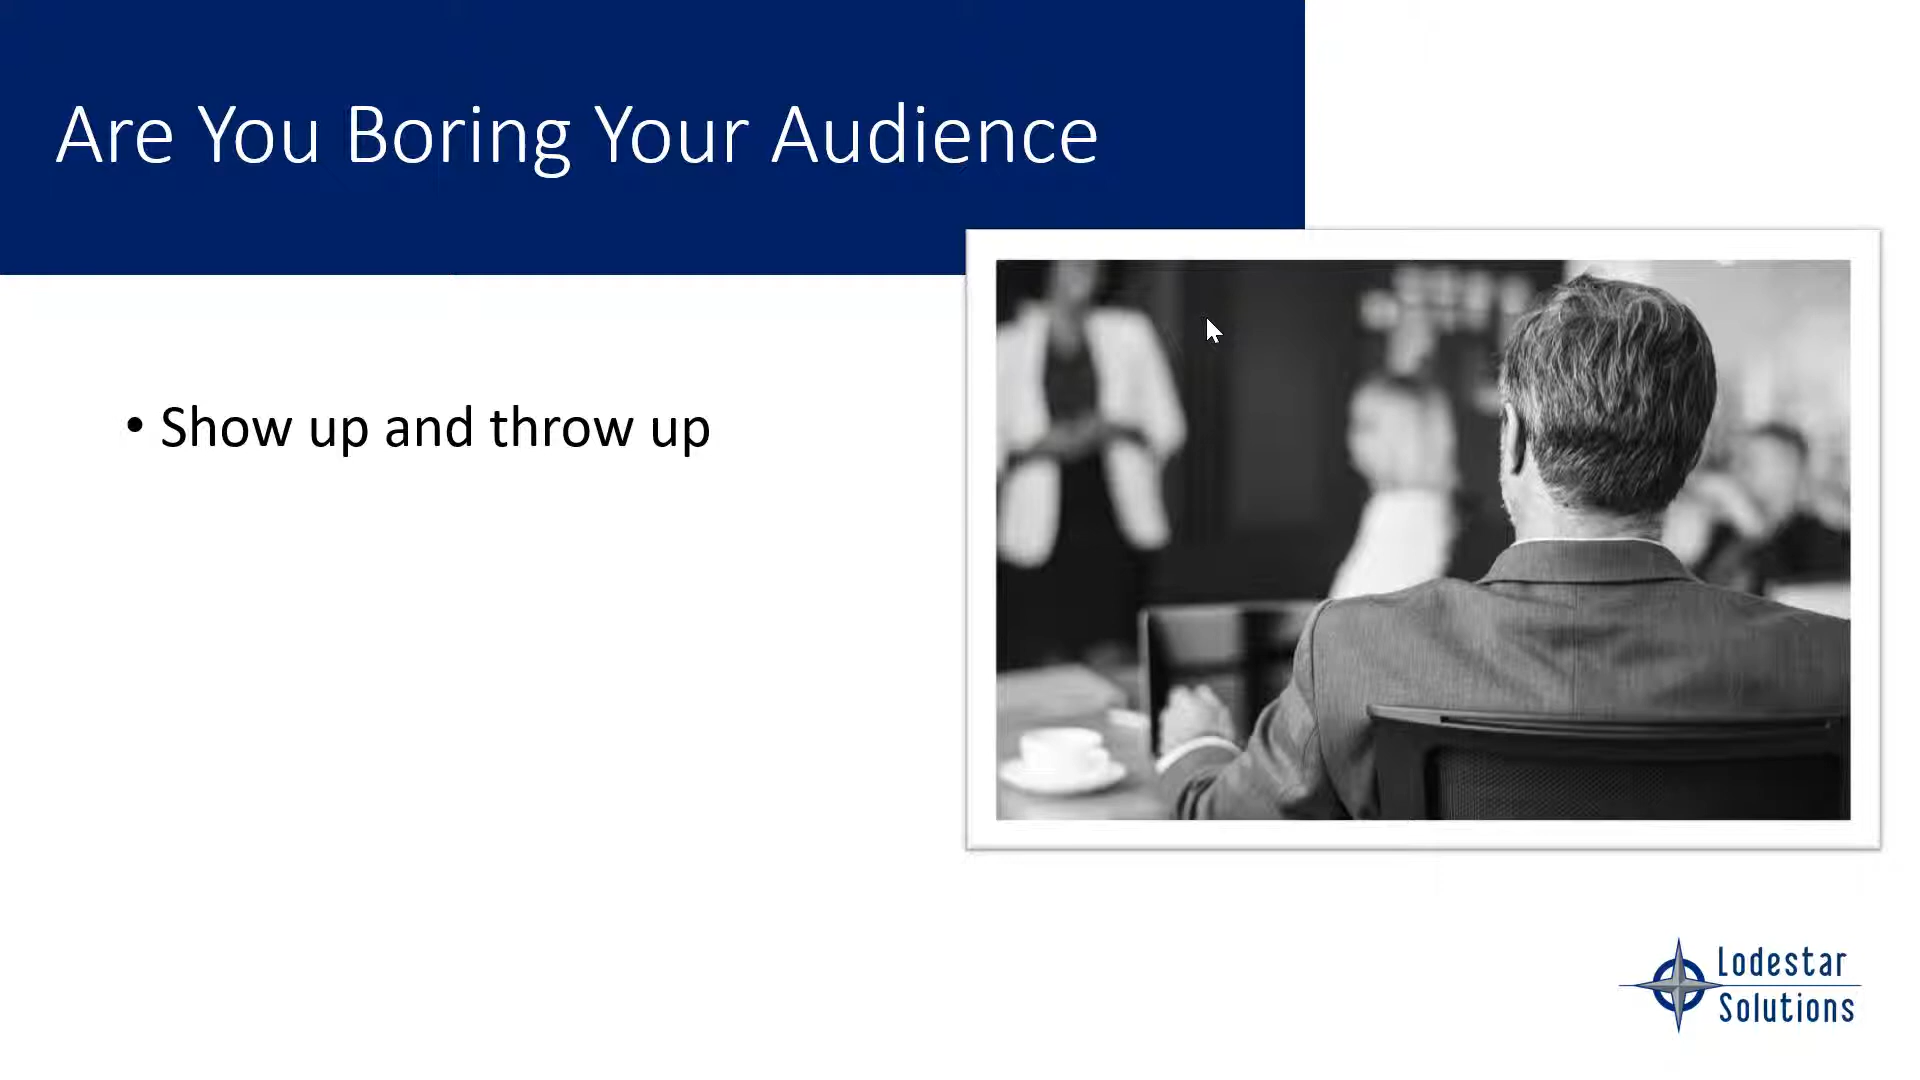 Are You Boring Your Audience
• Show up and throw up
Lodestar
Solutions